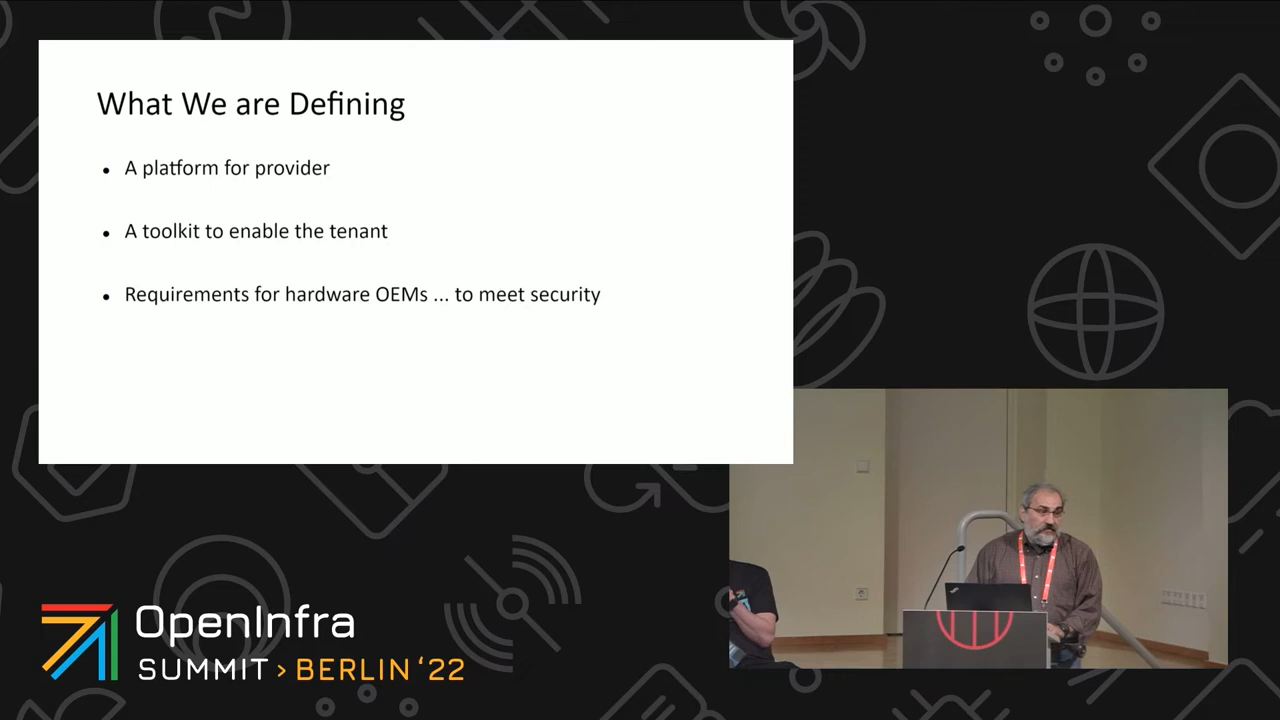 What We are Defining
• A platform for provider
• A toolkit to enable the tenant
• Requirements for hardware OEMs ... to meet security
OpenInfra
SUMMIT > BERLIN ‘22